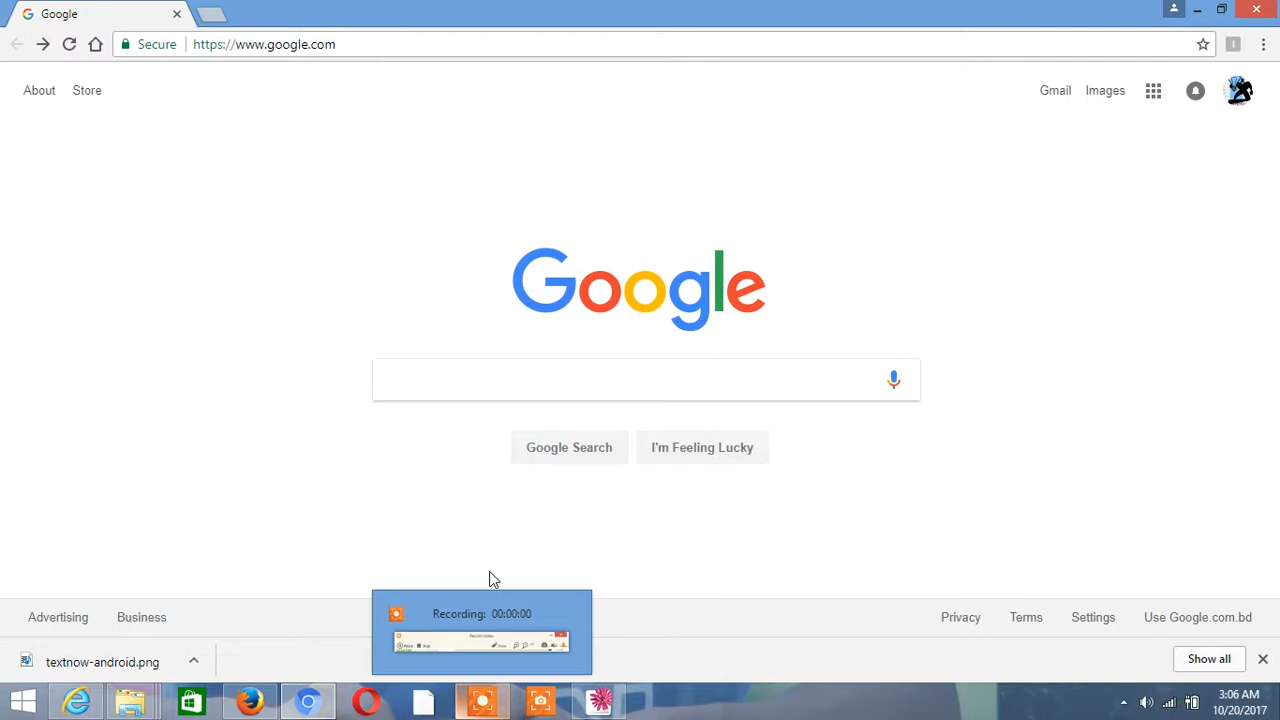 Google
Secure https://www.google.com
About Store Gmail Images
Google
Google Search I'm Feeling Lucky
Recording: 00:00:00
Pause Stop
Advertising Business Privacy Terms Settings Use Google.com.bd
textnow-android.png Show all
3:06 AM
10/20/2017